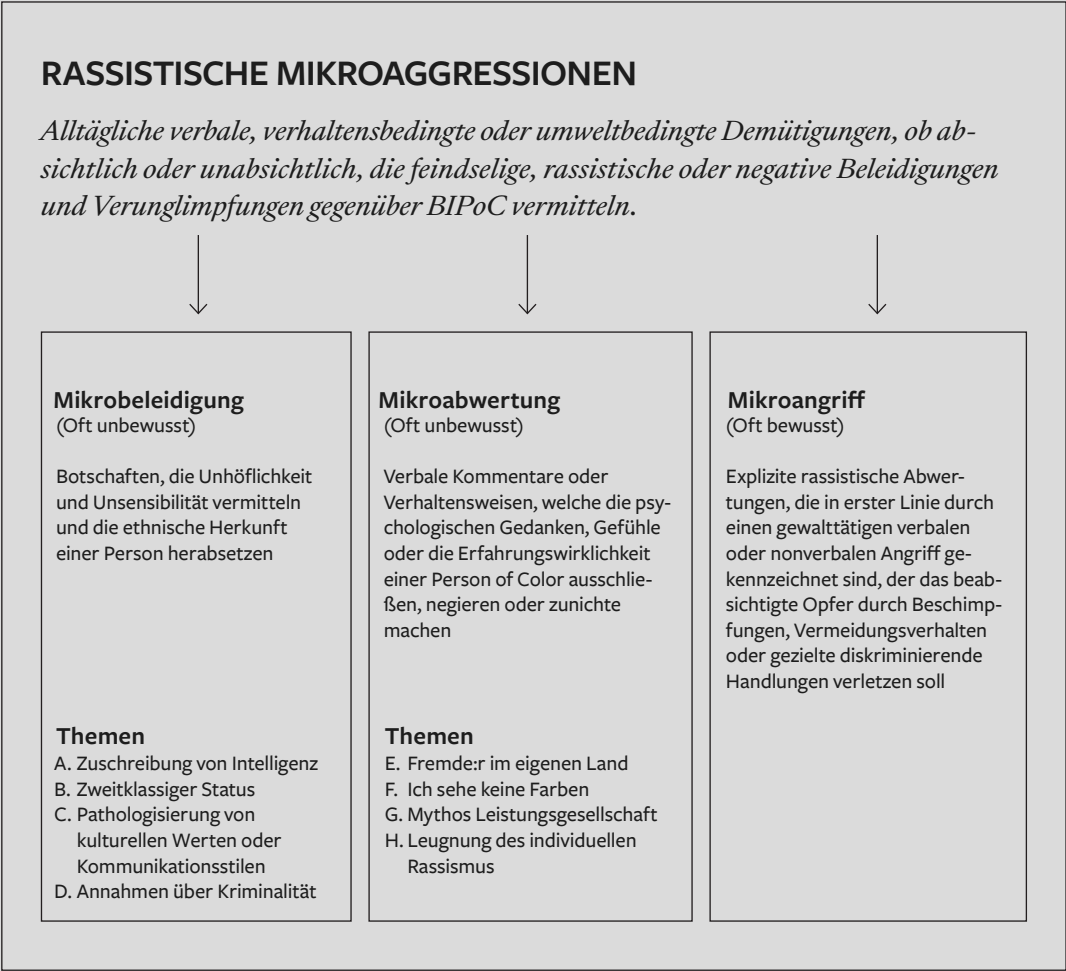 RASSISTISCHE MIKROAGGRESSIONEN
Alltägliche verbale, verhaltensbedingte oder umweltbedingte Demütigungen, ob ab-
sichtlich oder unabsichtlich, die feindselige, rassistische oder negative Beleidigungen
und Verunglimpfungen gegenüber BIPoC vermitteln.
Mikrobeleidigung
(Oft unbewusst)
Botschaften, die Unhöflichkeit
und Unsensibilität vermitteln
und die ethnische Herkunft
einer Person herabsetzen
Themen
A. Zuschreibung von Intelligenz
B. Zweitklassiger Status
C. Pathologisierung von
kulturellen Werten oder
Kommunikationsstilen
D. Annahmen über Kriminalität
Mikroabwertung
(Oft unbewusst)
Verbale Kommentare oder
Verhaltensweisen, welche die psy-
chologischen Gedanken, Gefühle
oder die Erfahrungswirklichkeit
einer Person of Color ausschlie-
ßen, negieren oder zunichte
machen
Themen
E. Fremde:r im eigenen Land
F. Ich sehe keine Farben
G. Mythos Leistungsgesellschaft
H. Leugnung des individuellen
Rassismus
Mikroangriff
(Oft bewusst)
Explizite rassistische Abwer-
tungen, die in erster Linie durch
einen gewalttätigen verbalen
oder nonverbalen Angriff ge-
kennzeichnet sind, der das beab-
sichtigte Opfer durch Beschimp-
fungen, Vermeidungsverhalten
oder gezielte diskriminierende
Handlungen verletzen soll